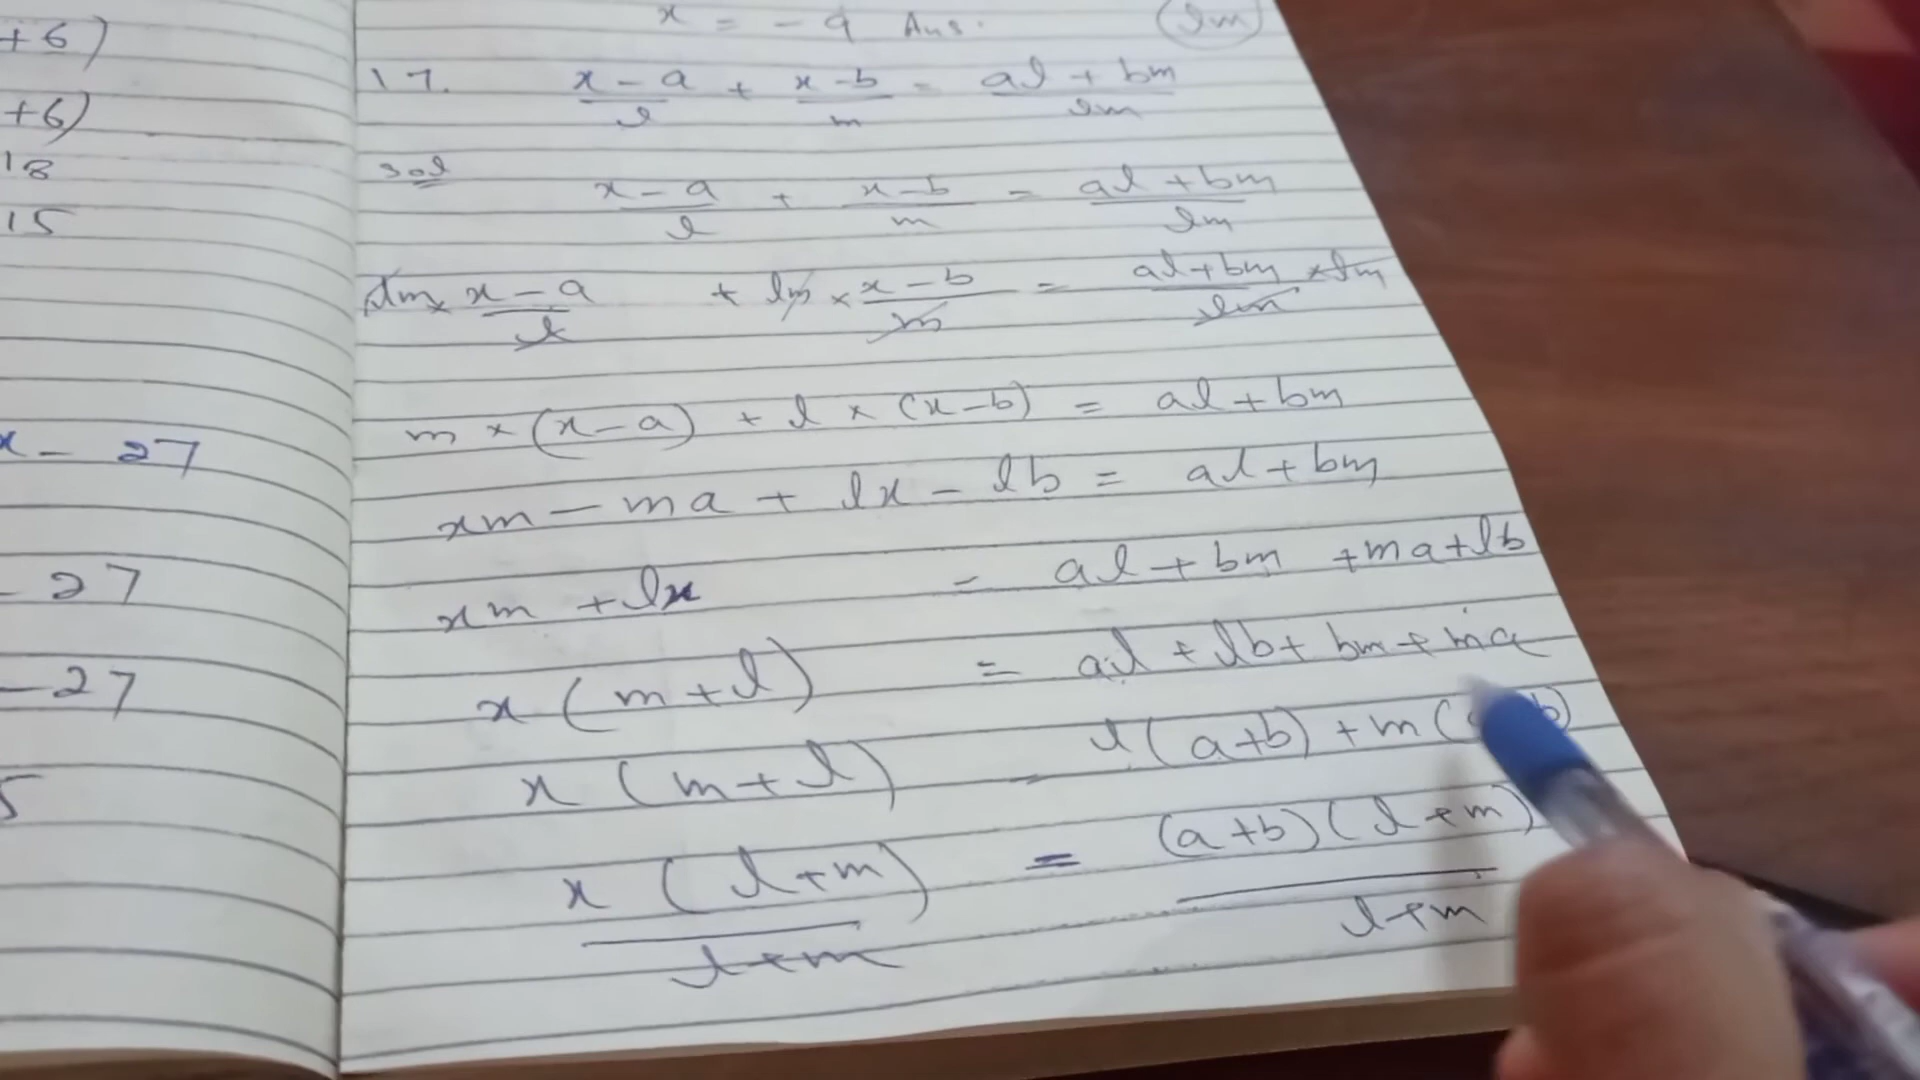 +6)
+6)
18
15
x - 27
- 27
- 27
5
x = - a Ans.
lm
17. x-a/l + x-b/m = al+bm/lm
Sol
x-a/l + x-b/m = al+bm/lm
lm × x-a/l + lm × x-b/m = al+bm/lm × lm
m × (x-a) + l × (x-b) = al+bm
xm - ma + lx - lb = al+bm
xm + lx = al+bm +ma+lb
x (m+l) = al + lb + bm + ma
x (m+l) = l(a+b) + m( b)
x (l+m)/l+m = (a+b)(l+m)/l+m